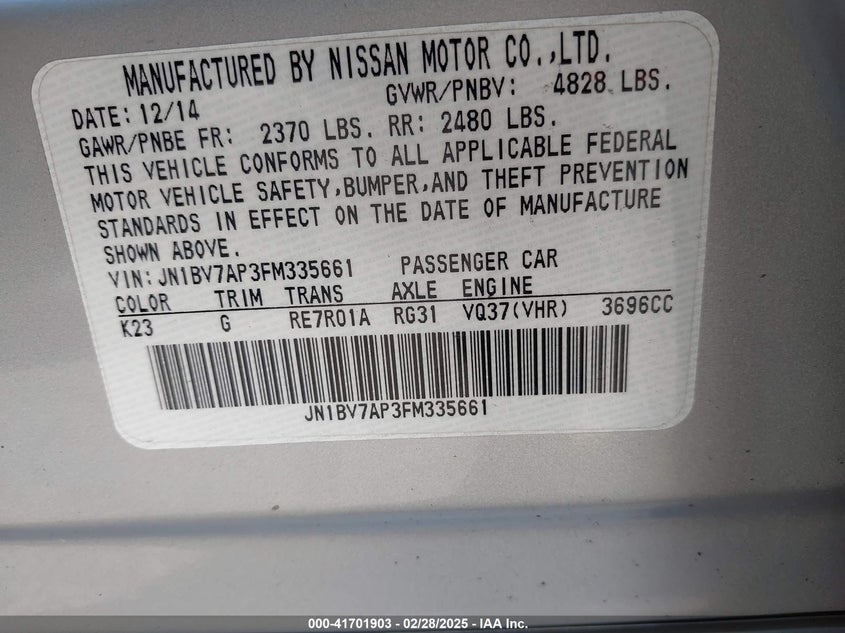 MANUFACTURED BY NISSAN MOTOR CO.,LTD.
DATE: 12/14 GVWR/PNBV: 4828 LBS.
GAWR/PNBE FR: 2370 LBS. RR: 2480 LBS.
THIS VEHICLE CONFORMS TO ALL APPLICABLE FEDERAL
MOTOR VEHICLE SAFETY,BUMPER,AND THEFT PREVENTION
STANDARDS IN EFFECT ON THE DATE OF MANUFACTURE
SHOWN ABOVE.
VIN:JN1BV7AP3FM335661 PASSENGER CAR
COLOR TRIM TRANS AXLE ENGINE
K23 G RE7R01A RG31 VQ37(VHR) 3696CC
JN1BV7AP3FM335661
000-41701903 - 02/28/2025 - IAA Inc.